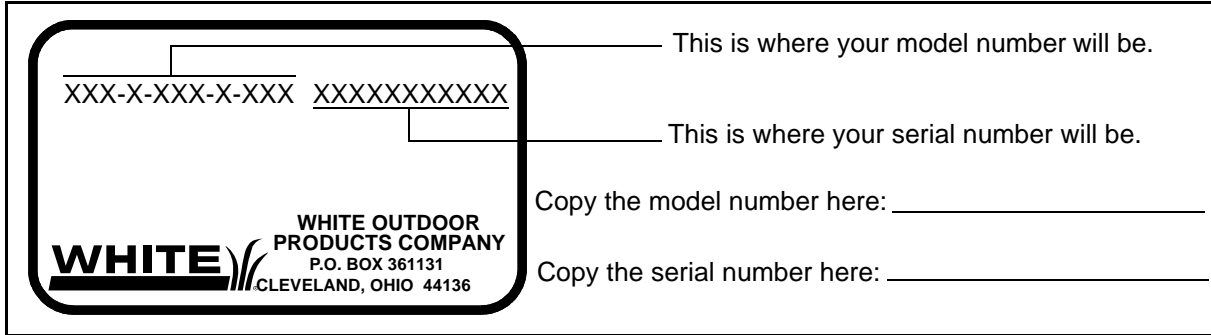 This is where your model number will be.
XXX-X-XXX-X-XXX XXXXXXXXXXX
This is where your serial number will be.
Copy the model number here:
WHITE OUTDOOR
PRODUCTS COMPANY
P.O. BOX 361131
CLEVELAND, OHIO 44136
WHITE
Copy the serial number here: